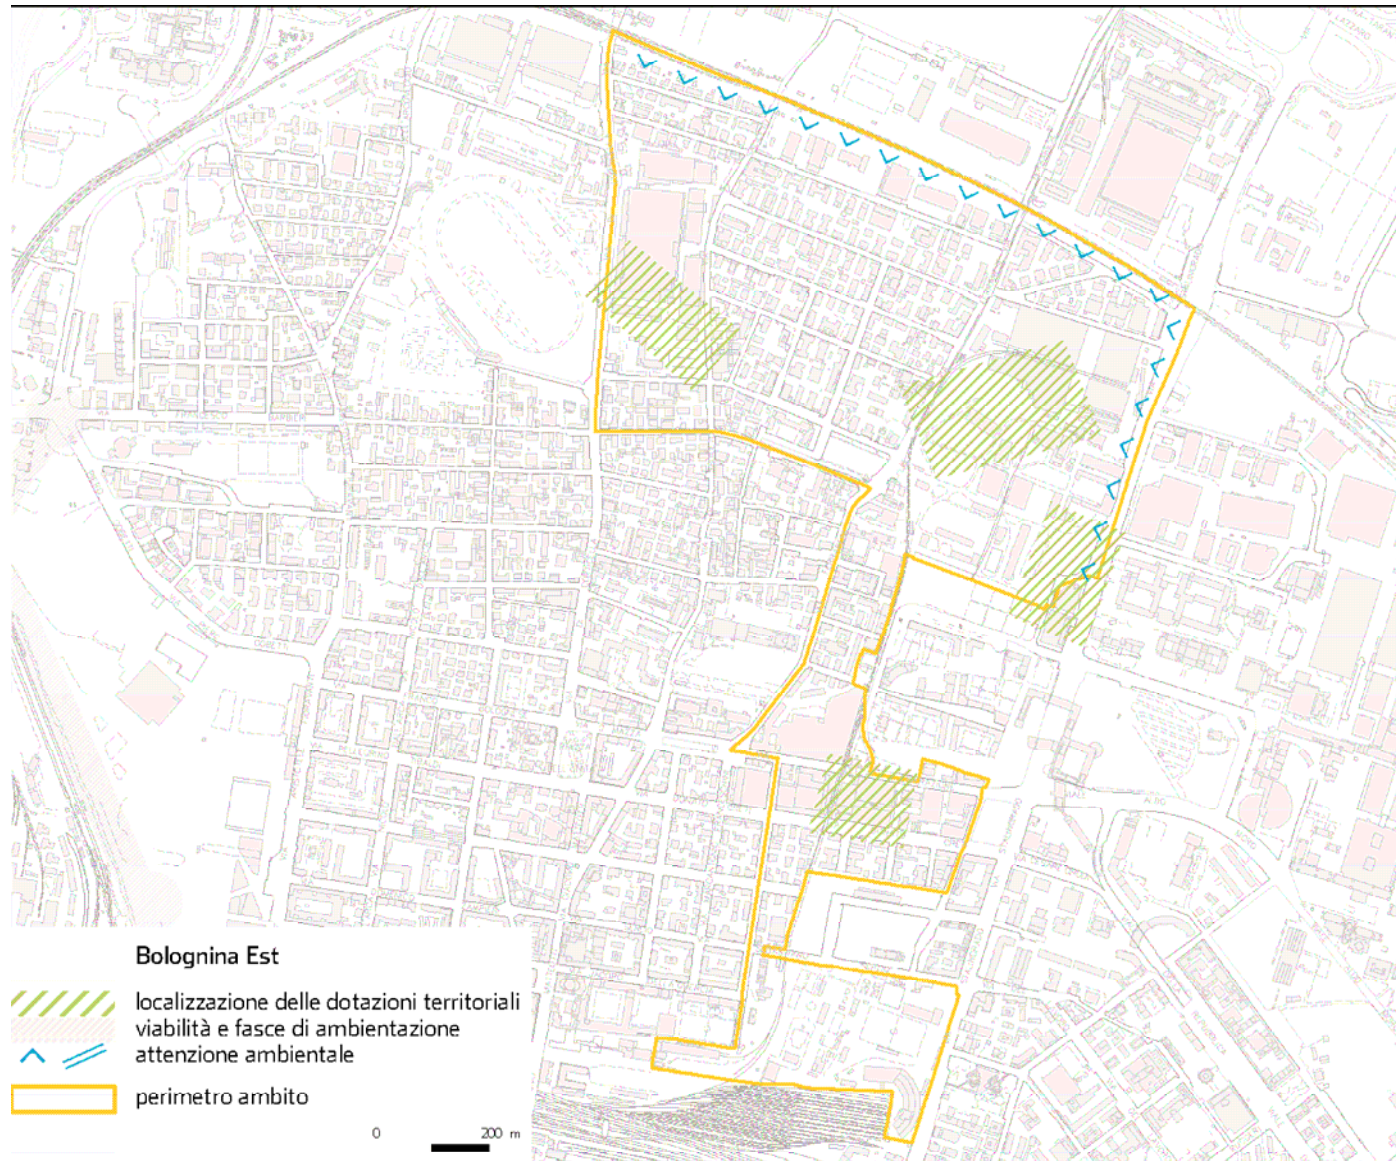 Bolognina Est
localizzazione delle dotazioni territoriali
viabilità e fasce di ambientazione
attenzione ambientale
perimetro ambito
0 200 m